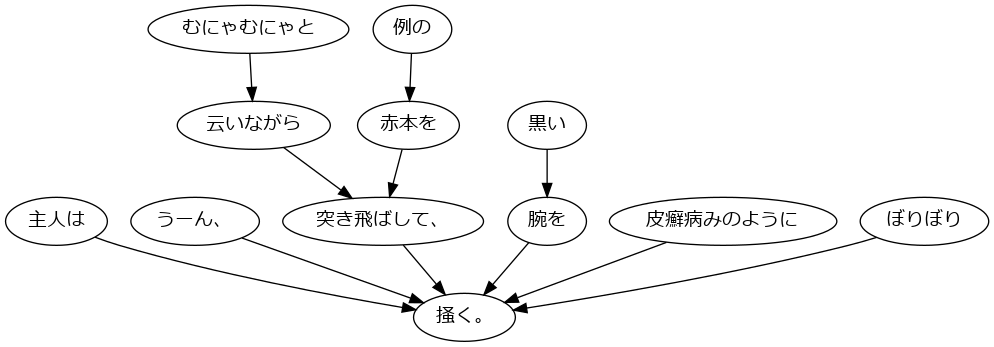 むにゃむにゃと 例の
云いながら 赤本を 黒い
主人は うーん、 突き飛ばして、 腕を 皮癬病みのように ぼりぼり
掻く。